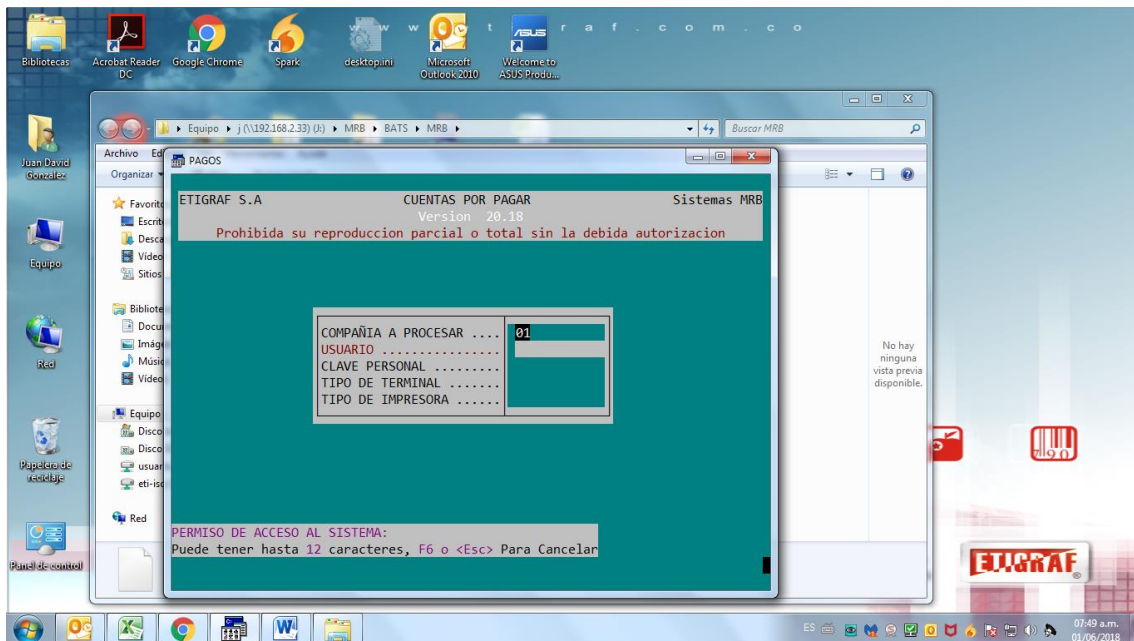 w w w . t r a f . c o m . c o
Bibliotecas
Acrobat Reader DC
Google Chrome
Spark
desktop.ini
Microsoft Outlook 2010
Welcome to ASUS Produ...
Equipo ▸ j (\\192.168.2.33) (J:) ▸ MRB ▸ BATS ▸ MRB ▸
Buscar MRB
Juan David González
Archivo Ed
PAGOS
Organizar
ETIGRAF S.A CUENTAS POR PAGAR Sistemas MRB
Version 20.18
Prohibida su reproduccion parcial o total sin la debida autorizacion
Favorito
Escrit
Desca
Vídeo
Sitios
Equipo
Bibliote
Docu
Imáge
Músic
Vídeo
Red
COMPAÑIA A PROCESAR .... 01
USUARIO ................
CLAVE PERSONAL .........
TIPO DE TERMINAL .......
TIPO DE IMPRESORA ......
No hay ninguna vista previa disponible.
Equipo
Disco
Disco
usuar
eti-isc
Papelera de reciclaje
Red
PERMISO DE ACCESO AL SISTEMA:
Puede tener hasta 12 caracteres, F6 o <Esc> Para Cancelar
Panel de control
ETIGRAF
ES
07:49 a.m.
01/06/2018